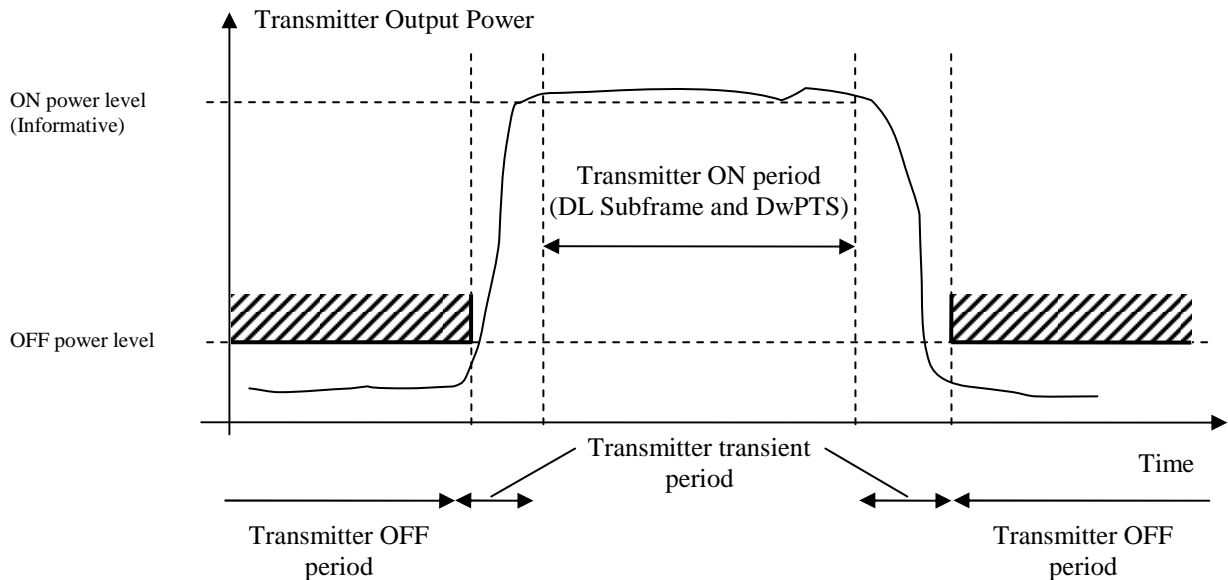 Transmitter Output Power
ON power level
(Informative)
Transmitter ON period
(DL Subframe and DwPTS)
OFF power level
Transmitter transient
period
Time
Transmitter OFF
period
Transmitter OFF
period